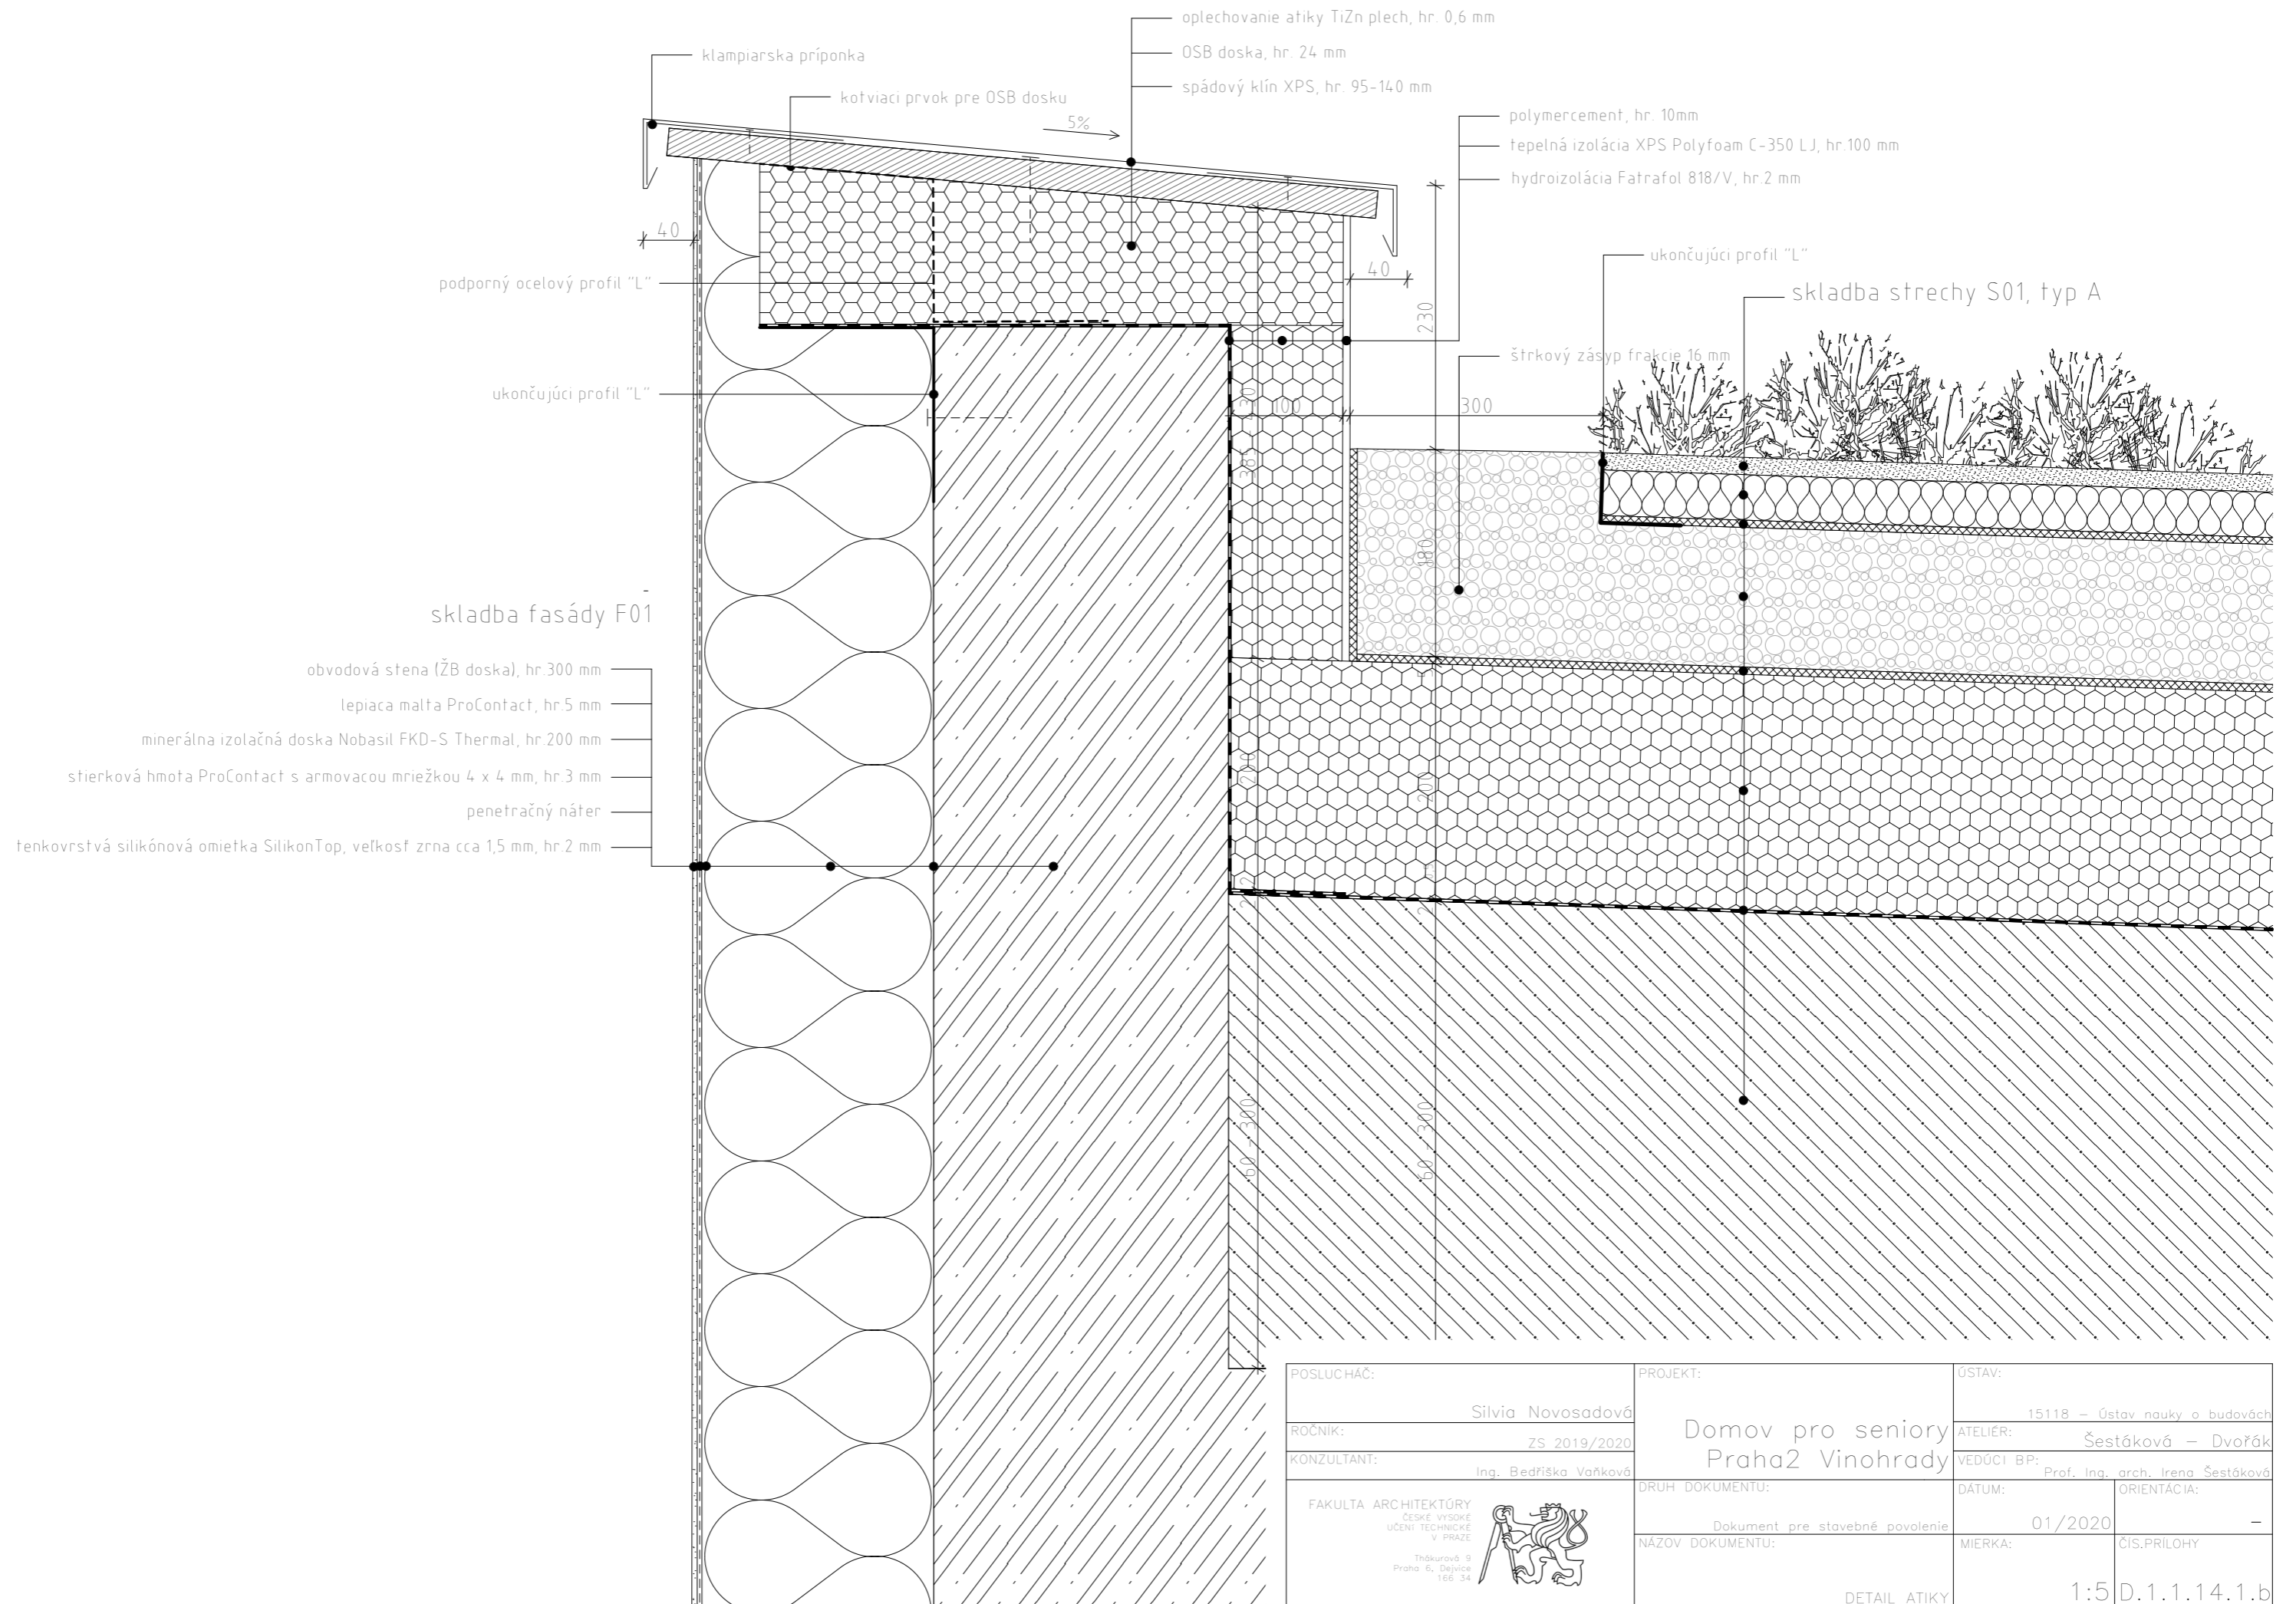 oplechovanie atiky TiZn plech, hr. 0,6 mm
OSB doska, hr. 24 mm
spádový klín XPS, hr. 95-140 mm
klampiarska príponka
kotviaci prvok pre OSB dosku
5%
polymercement, hr. 10mm
tepelná izolácia XPS Polyfoam C-350 LJ, hr.100 mm
hydroizolácia Fatrafol 818/V, hr.2 mm
40
podporný ocelový profil "L"
ukončujúci profil "L"
40
230
ukončujúci profil "L"
skladba strechy S01, typ A
štrkový zásyp frakcie 16 mm
100
300
180
skladba fasády F01
obvodová stena (ŽB doska), hr.300 mm
lepiaca malta ProContact, hr.5 mm
minerálna izolačná doska Nobasil FKD-S Thermal, hr.200 mm
stierková hmota ProContact s armovacou mriežkou 4 x 4 mm, hr.3 mm
penetračný náter
tenkovrstvá silikónová omietka SilikonTop, veľkosť zrna cca 1,5 mm, hr.2 mm
200
200
60 - 300
60 - 300
POSLUCHÁČ:
Silvia Novosadová
ROČNÍK:
ZS 2019/2020
KONZULTANT:
Ing. Bedřiška Vaňková
FAKULTA ARCHITEKTÚRY
ČESKÉ VYSOKÉ
UČENÍ TECHNICKÉ
V PRAZE
Thákurova 9
Praha 6, Dejvice
166 34
PROJEKT:
Domov pro seniory
Praha2 Vinohrady
DRUH DOKUMENTU:
Dokument pre stavebné povolenie
NÁZOV DOKUMENTU:
DETAIL ATIKY
ÚSTAV:
15118 – Ústav nauky o budovách
ATELIÉR:
Šestáková – Dvořák
VEDÚCI BP:
Prof. Ing. arch. Irena Šestáková
DÁTUM:
01/2020
ORIENTÁCIA:
–
MIERKA:
1:5
ČÍS.PRÍLOHY
D.1.1.14.1.b